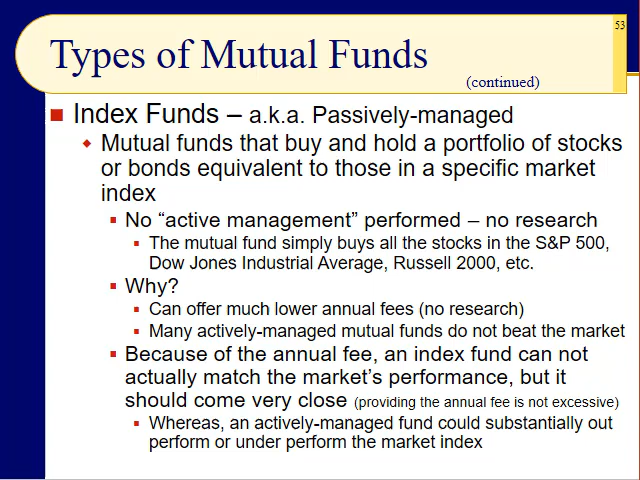 53
Types of Mutual Funds
(continued)
Index Funds – a.k.a. Passively-managed
Mutual funds that buy and hold a portfolio of stocks
or bonds equivalent to those in a specific market
index
No “active management” performed – no research
The mutual fund simply buys all the stocks in the S&P 500,
Dow Jones Industrial Average, Russell 2000, etc.
Why?
Can offer much lower annual fees (no research)
Many actively-managed mutual funds do not beat the market
Because of the annual fee, an index fund can not
actually match the market’s performance, but it
should come very close (providing the annual fee is not excessive)
Whereas, an actively-managed fund could substantially out
perform or under perform the market index